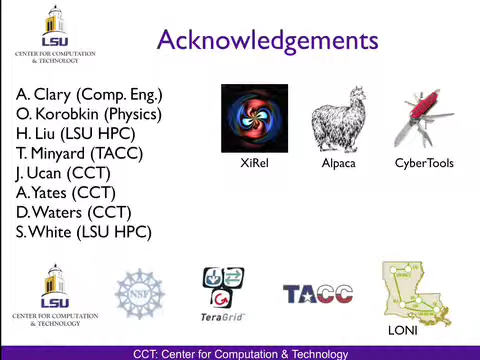 LSU
CENTER FOR COMPUTATION
& TECHNOLOGY
Acknowledgements
A. Clary (Comp. Eng.)
O. Korobkin (Physics)
H. Liu (LSU HPC)
T. Minyard (TACC)
J. Ucan (CCT)
A. Yates (CCT)
D. Waters (CCT)
S. White (LSU HPC)
XiRel
Alpaca
CyberTools
LSU
CENTER FOR COMPUTATION
& TECHNOLOGY
NSF
TeraGrid
TACC
LONI
CCT: Center for Computation & Technology